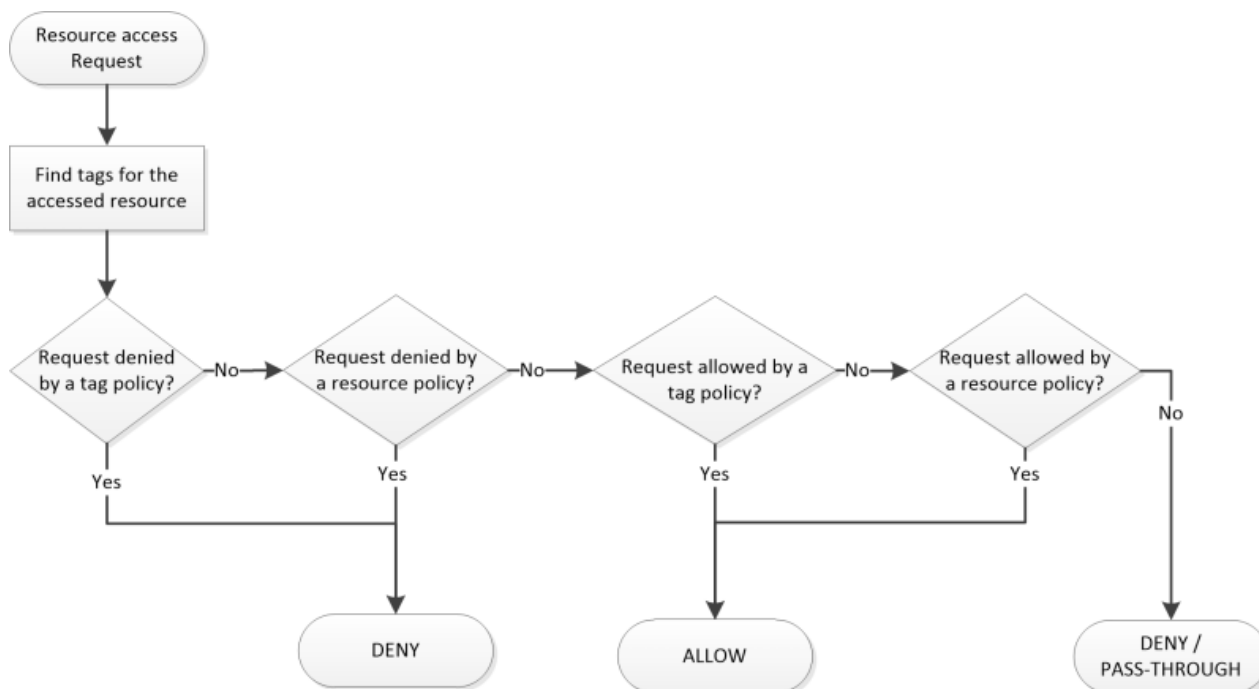 Resource access
Request
Find tags for the
accessed resource
Request denied
by a tag policy?
No
Request denied by
a resource policy?
No
Request allowed by a
tag policy?
No
Request allowed by
a resource policy?
No
Yes
Yes
Yes
Yes
DENY
ALLOW
DENY /
PASS-THROUGH